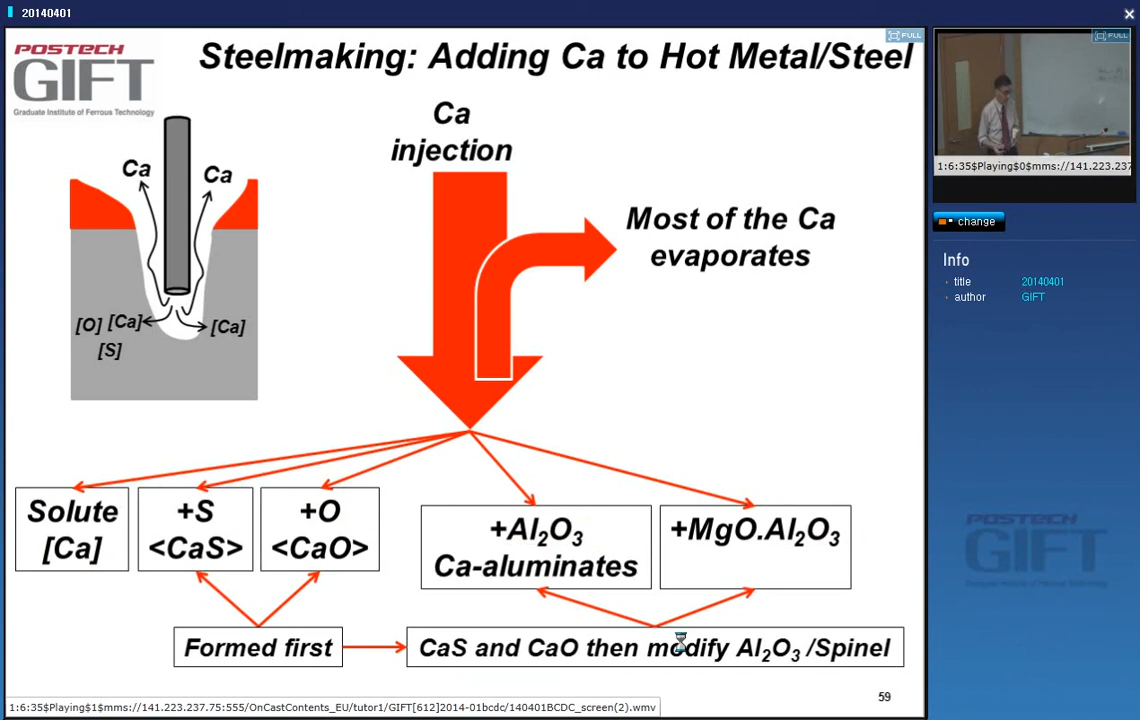 20140401
FULL
POSTECH
GIFT
Graduate Institute of Ferrous Technology
Steelmaking: Adding Ca to Hot Metal/Steel
Ca
injection
Ca
Ca
Most of the Ca
evaporates
[O] [Ca]
[Ca]
[S]
Solute
[Ca]
+S
<CaS>
+O
<CaO>
+Al2O3
Ca-aluminates
+MgO.Al2O3
Formed first
CaS and CaO then modify Al2O3 /Spinel
59
1:6:35$Playing$1$mms://141.223.237.75:555/OnCastContents_EU/tutor1/GIFT[612]2014-01bcdc/140401BCDC_screen(2).wmv
FULL
1:6:35$Playing$0$mms://141.223.237
change
Info
title 20140401
author GIFT
POSTECH
GIFT